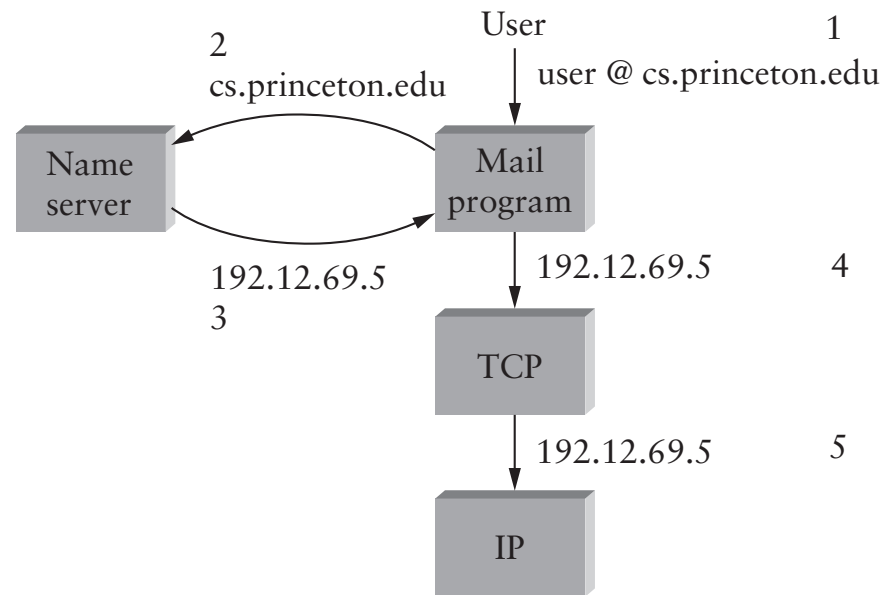 User
1
user @ cs.princeton.edu
2
cs.princeton.edu
Name
server
Mail
program
192.12.69.5
3
192.12.69.5
4
TCP
192.12.69.5
5
IP